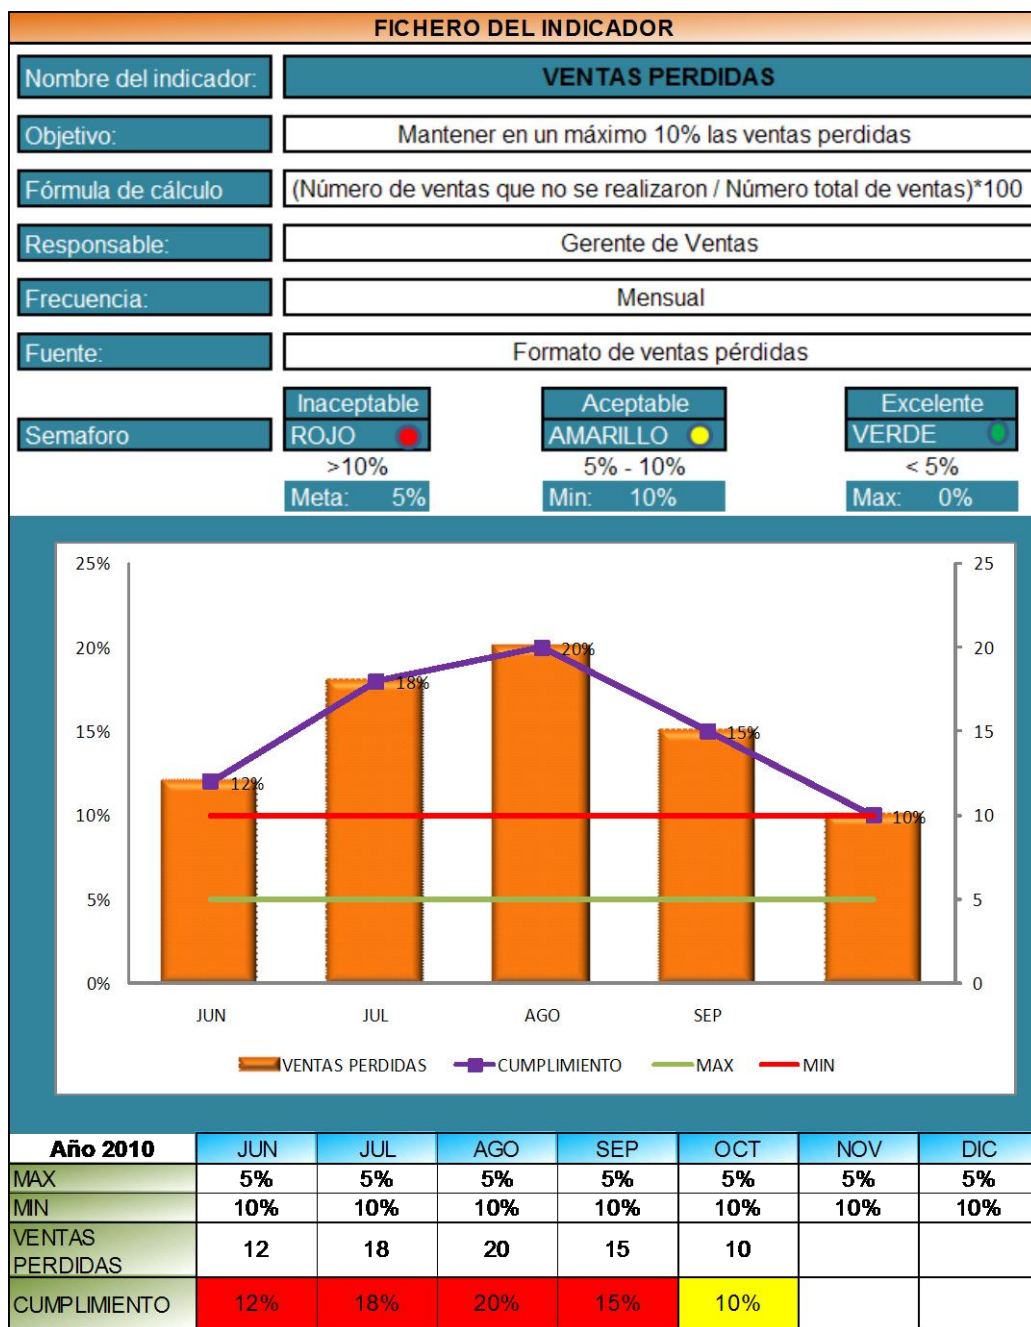 FICHERO DEL INDICADOR
Nombre del indicador: VENTAS PERDIDAS
Objetivo: Mantener en un máximo 10% las ventas perdidas
Fórmula de cálculo (Número de ventas que no se realizaron / Número total de ventas)*100
Responsable: Gerente de Ventas
Frecuencia: Mensual
Fuente: Formato de ventas pérdidas
Inaceptable Aceptable Excelente
Semaforo ROJO AMARILLO VERDE
>10% 5% - 10% < 5%
Meta: 5% Min: 10% Max: 0%
25% 25
20% 20% 20
18%
15% 15% 15
12%
10% 10% 10
5% 5
0% 0
JUN JUL AGO SEP
VENTAS PERDIDAS CUMPLIMIENTO MAX MIN
Año 2010 JUN JUL AGO SEP OCT NOV DIC
MAX 5% 5% 5% 5% 5% 5% 5%
MIN 10% 10% 10% 10% 10% 10% 10%
VENTAS
PERDIDAS 12 18 20 15 10
CUMPLIMIENTO 12% 18% 20% 15% 10%